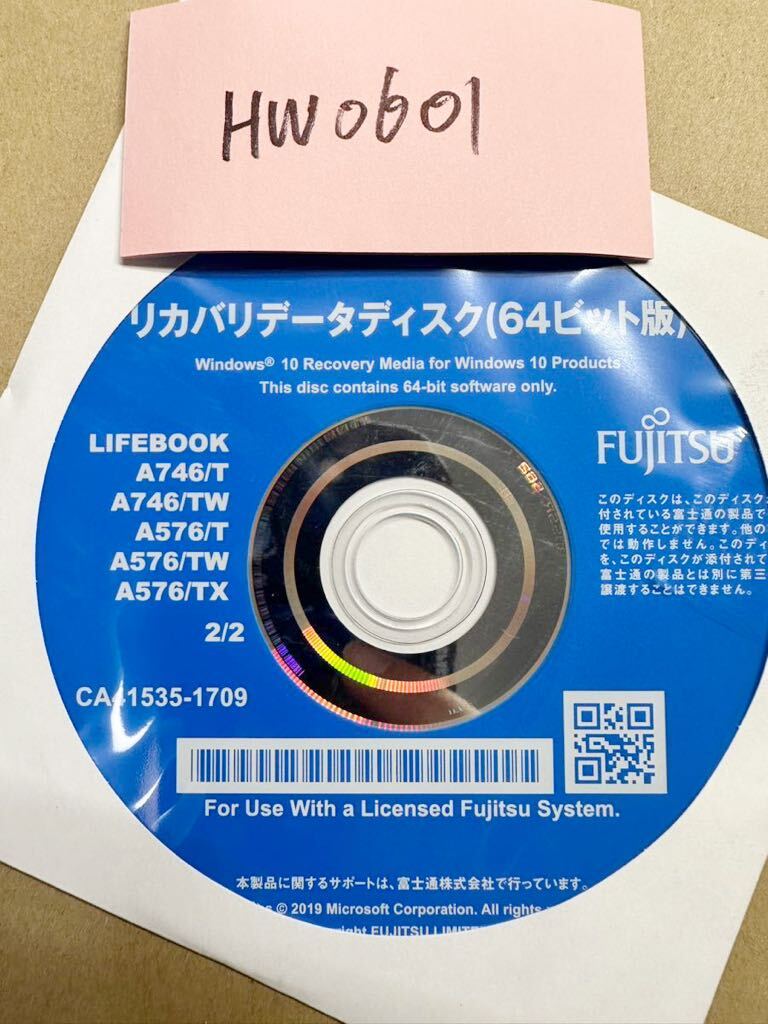 HW0601
リカバリデータディスク(64ビット版)
Windows® 10 Recovery Media for Windows 10 Products
This disc contains 64-bit software only.
LIFEBOOK
A746/T
A746/TW
A576/T
A576/TW
A576/TX
2/2
CA41535-1709
FUJITSU
このディスクは、このディスクが
付されている富士通の製品で
使用することができます。他の
では動作しません。このディ
を、このディスクが添付されて
富士通の製品とは別に第三
譲渡することはできません。
For Use With a Licensed Fujitsu System.
本製品に関するサポートは、富士通株式会社で行っています。
© 2019 Microsoft Corporation. All rights
FUJITSU LIMITED